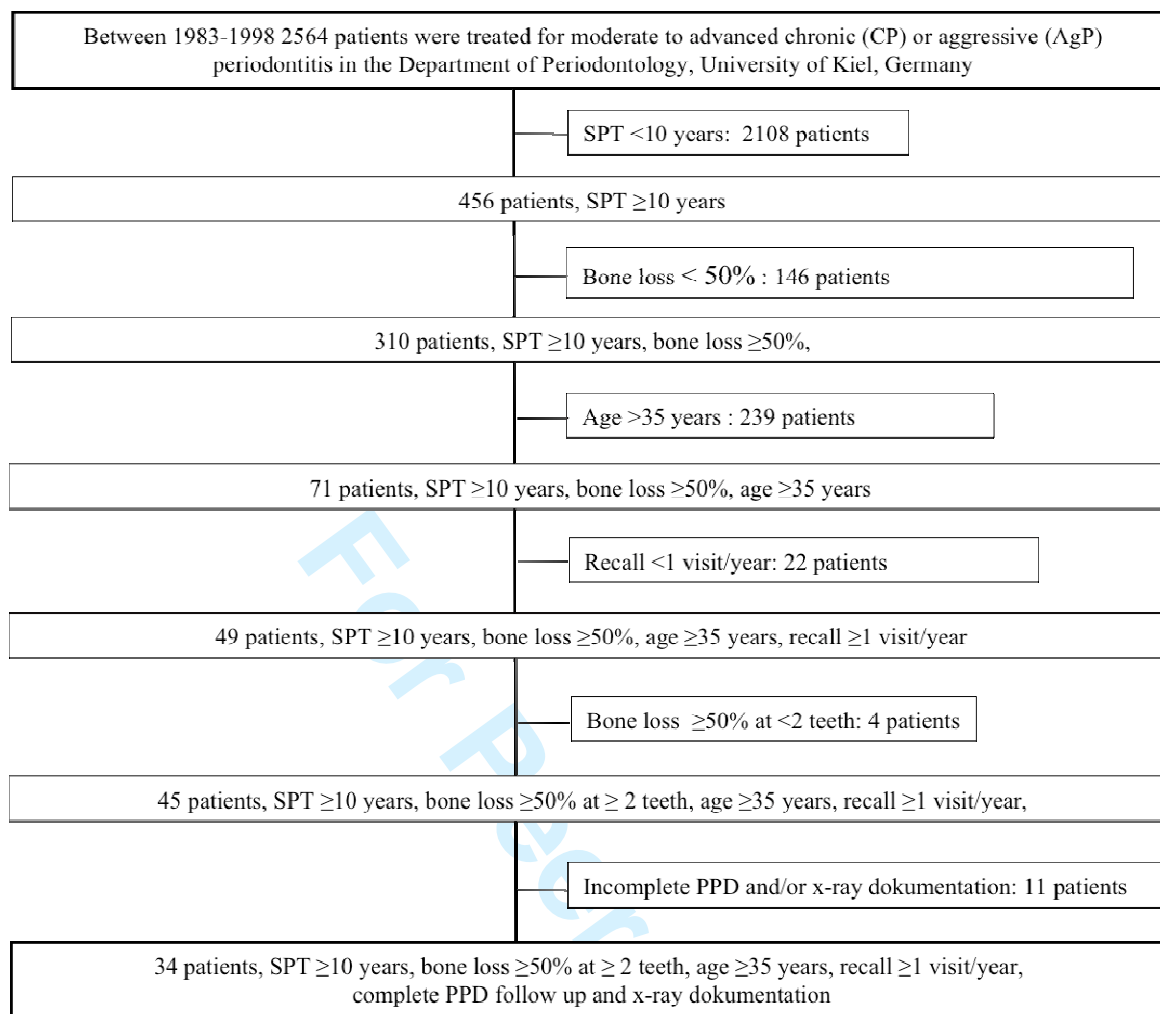 Between 1983-1998 2564 patients were treated for moderate to advanced chronic (CP) or aggressive (AgP)
periodontitis in the Department of Periodontology, University of Kiel, Germany
SPT <10 years: 2108 patients
456 patients, SPT ≥10 years
Bone loss < 50% : 146 patients
310 patients, SPT ≥10 years, bone loss ≥50%,
Age >35 years : 239 patients
71 patients, SPT ≥10 years, bone loss ≥50%, age ≥35 years
Recall <1 visit/year: 22 patients
49 patients, SPT ≥10 years, bone loss ≥50%, age ≥35 years, recall ≥1 visit/year
Bone loss ≥50% at <2 teeth: 4 patients
45 patients, SPT ≥10 years, bone loss ≥50% at ≥ 2 teeth, age ≥35 years, recall ≥1 visit/year,
Incomplete PPD and/or x-ray dokumentation: 11 patients
34 patients, SPT ≥10 years, bone loss ≥50% at ≥ 2 teeth, age ≥35 years, recall ≥1 visit/year,
complete PPD follow up and x-ray dokumentation
For Peer